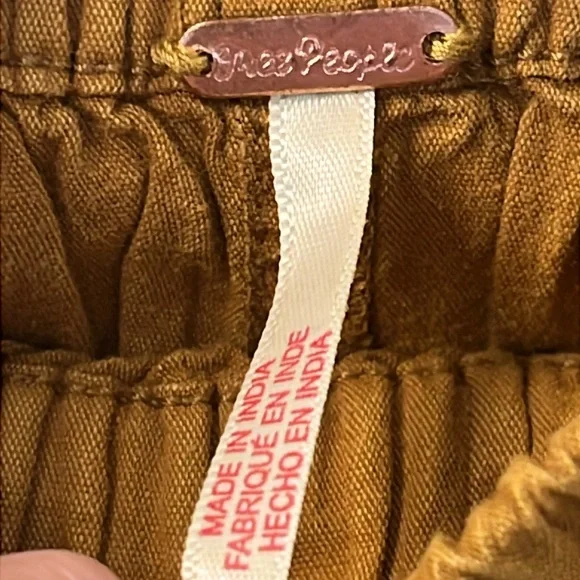 Free People
MADE IN INDIA
FABRIQUÉ EN INDE
HECHO EN INDIA